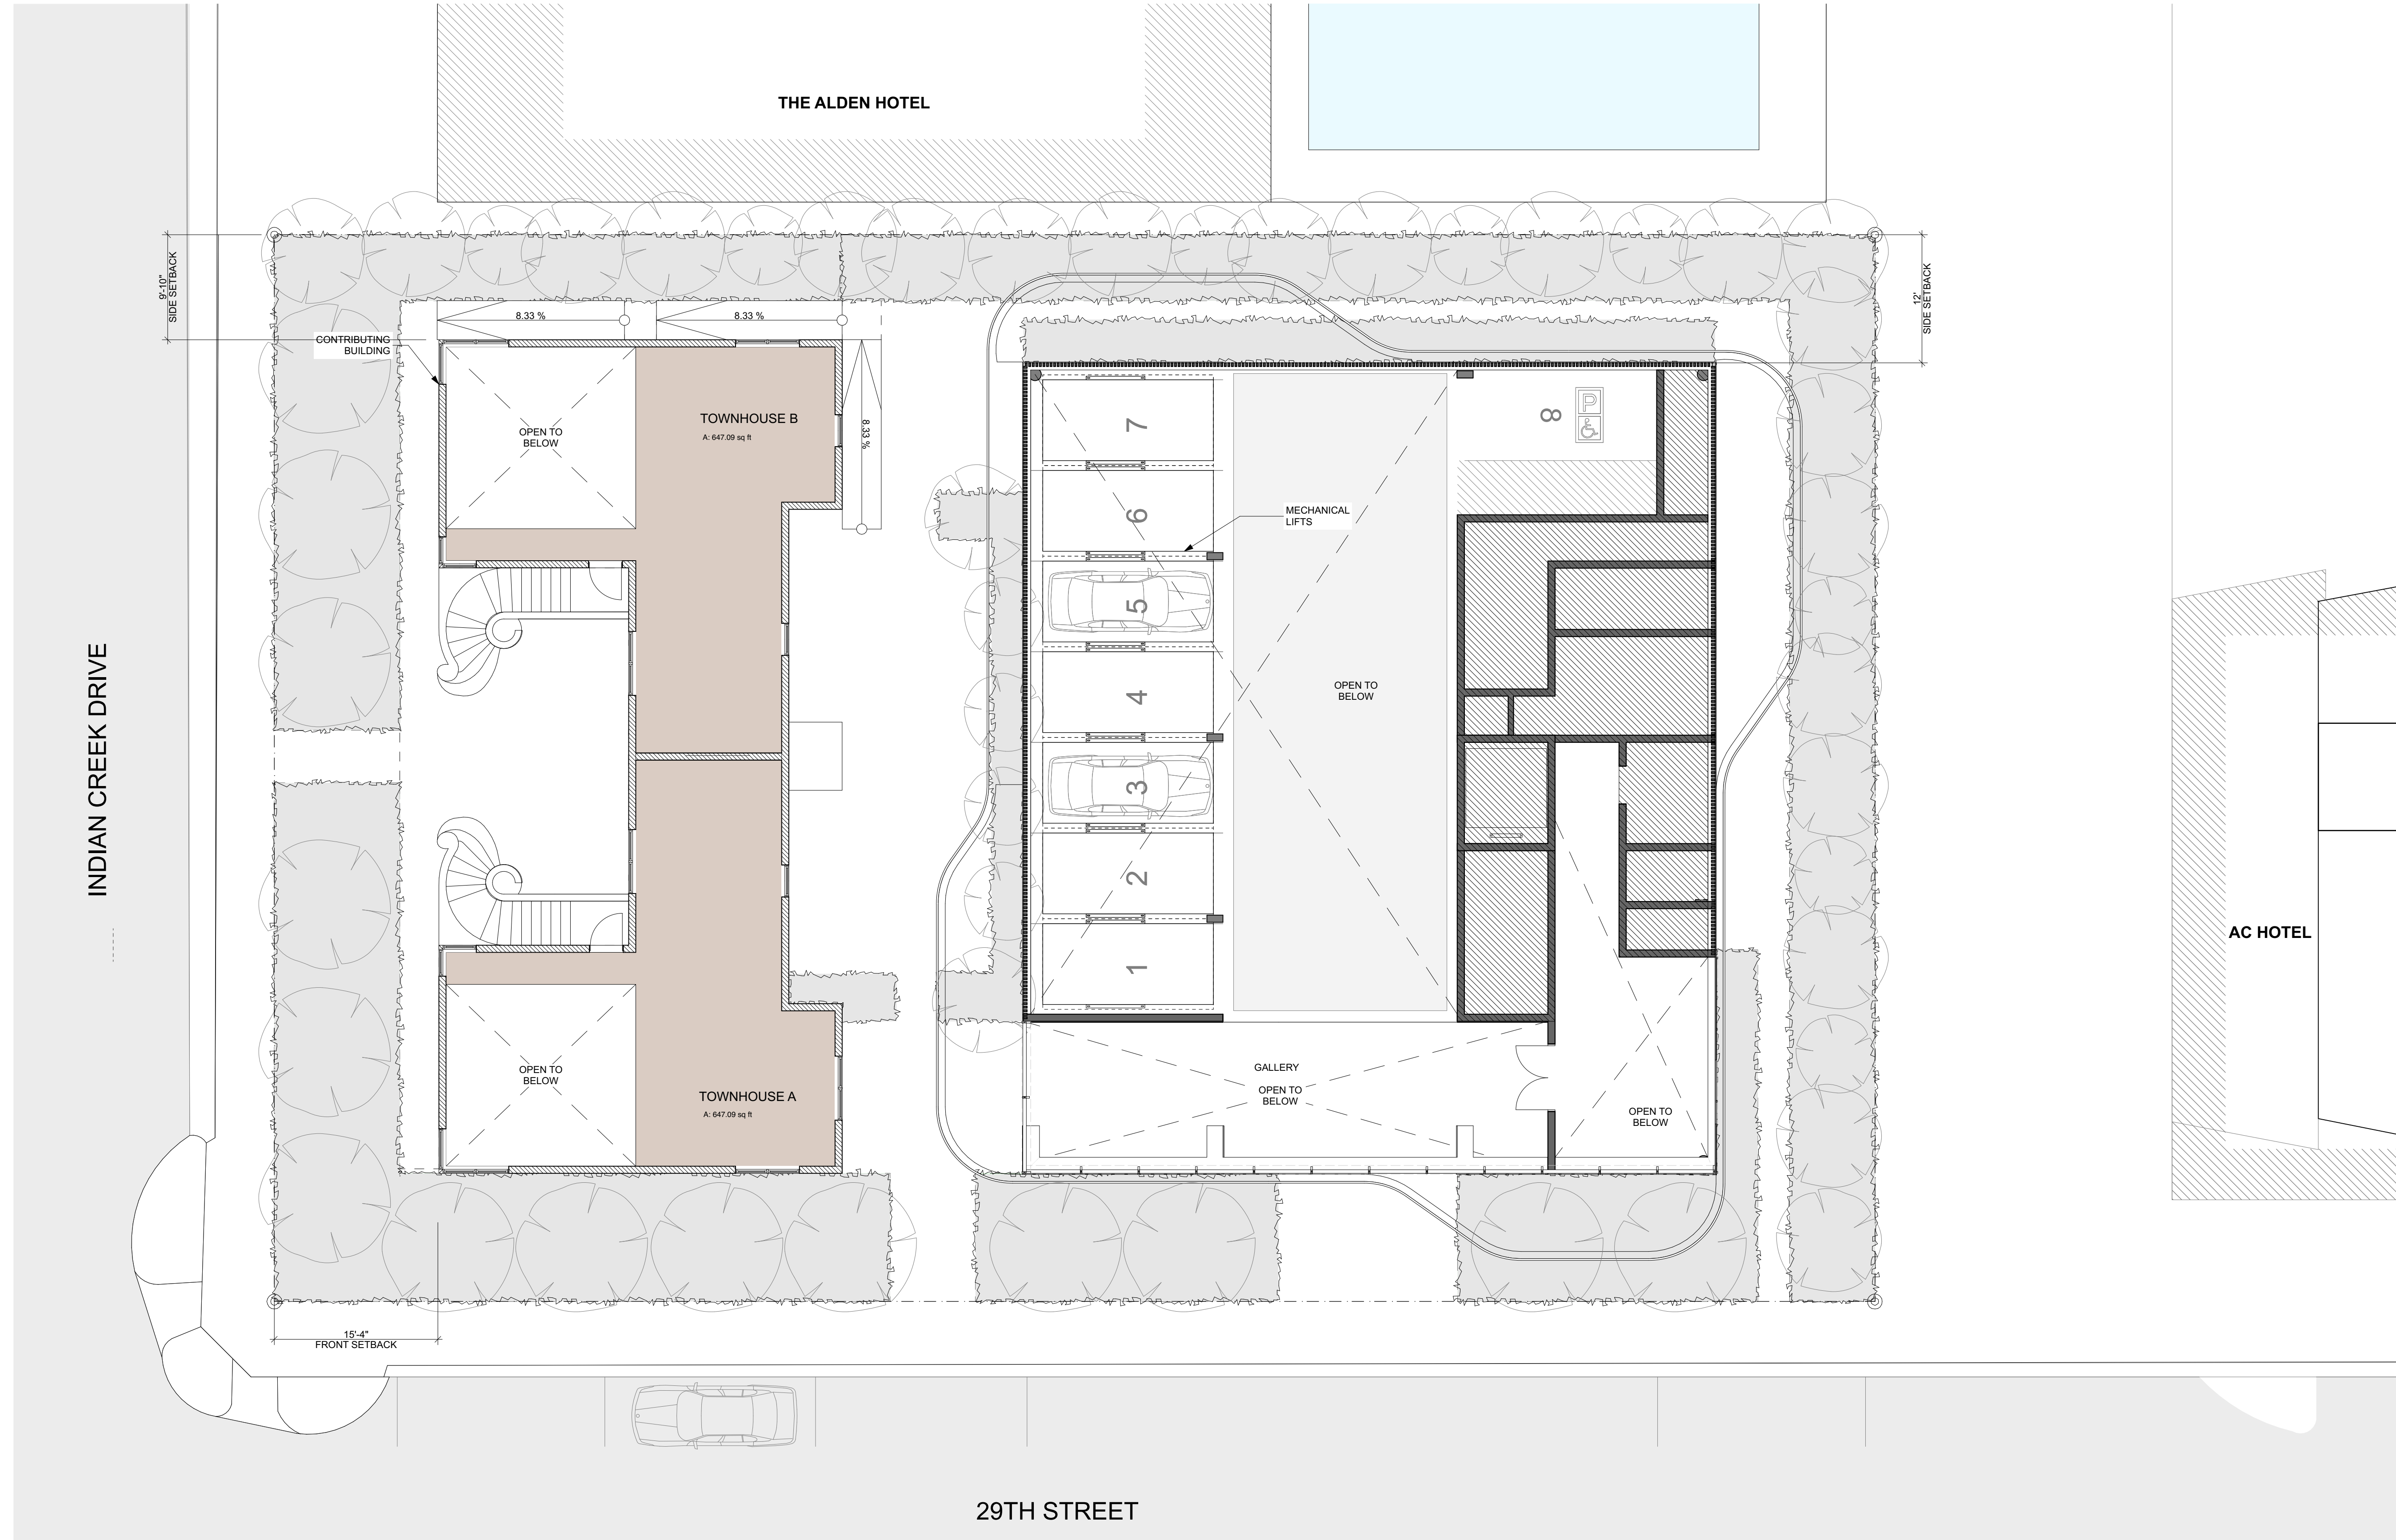 THE ALDEN HOTEL
9'-10"
SIDE SETBACK
12'
SIDE SETBACK
8.33 %
8.33 %
CONTRIBUTING
BUILDING
TOWNHOUSE B
A: 647.09 sq ft
OPEN TO
BELOW
8.33 %
7
8
P
6
MECHANICAL
LIFTS
5
4
OPEN TO
BELOW
3
2
1
INDIAN CREEK DRIVE
AC HOTEL
OPEN TO
BELOW
TOWNHOUSE A
A: 647.09 sq ft
GALLERY
OPEN TO
BELOW
OPEN TO
BELOW
15'-4"
FRONT SETBACK
29TH STREET